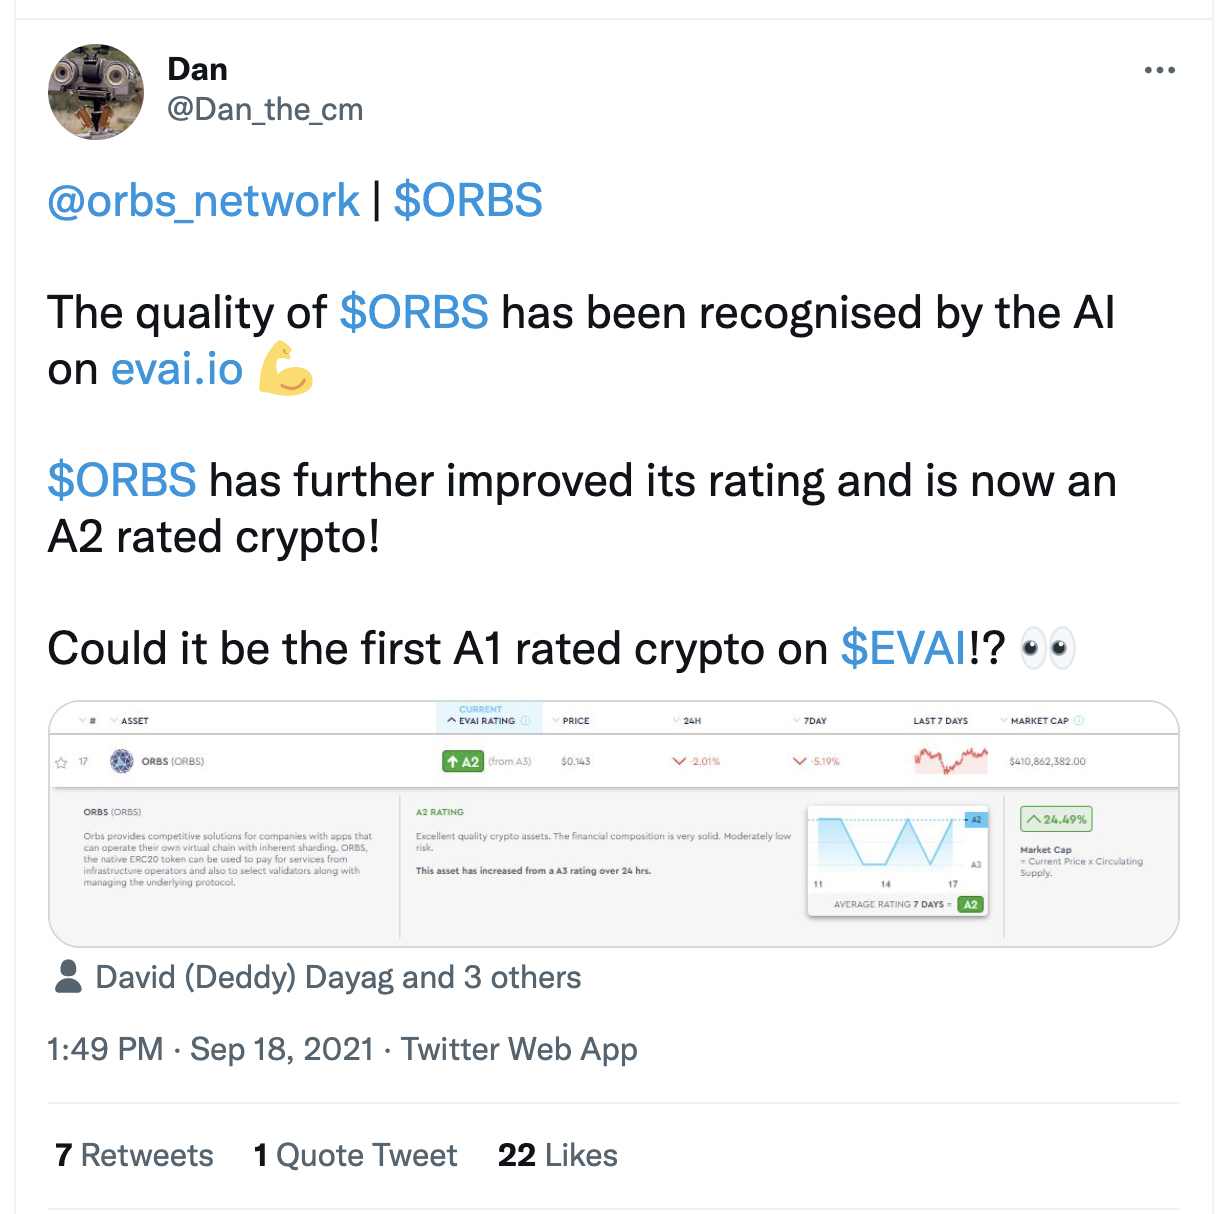 Dan
@Dan_the_cm
@orbs_network | $ORBS
The quality of $ORBS has been recognised by the AI
on evai.io 💪
$ORBS has further improved its rating and is now an
A2 rated crypto!
Could it be the first A1 rated crypto on $EVAI!? 👀
# ASSET CURRENT EVAI RATING PRICE 24H 7DAY LAST 7 DAYS MARKET CAP
17 ORBS (ORBS) A2 (from A3) $0.143 -2.01% -5.19% $410,862,382.00
ORBS (ORBS)
Orbs provides competitive solutions for companies with apps that
can operate their own virtual chain with inherent sharding. ORBS,
the native ERC20 token can be used to pay for services from
infrastructure operators and also to select validators along with
managing the underlying protocol.
A2 RATING
Excellent quality crypto assets. The financial composition is very solid. Moderately low
risk.
This asset has increased from a A3 rating over 24 hrs.
A2
A3
11 14 17
AVERAGE RATING 7 DAYS = A2
24.49%
Market Cap
= Current Price x Circulating
Supply.
David (Deddy) Dayag and 3 others
1:49 PM · Sep 18, 2021 · Twitter Web App
7 Retweets 1 Quote Tweet 22 Likes